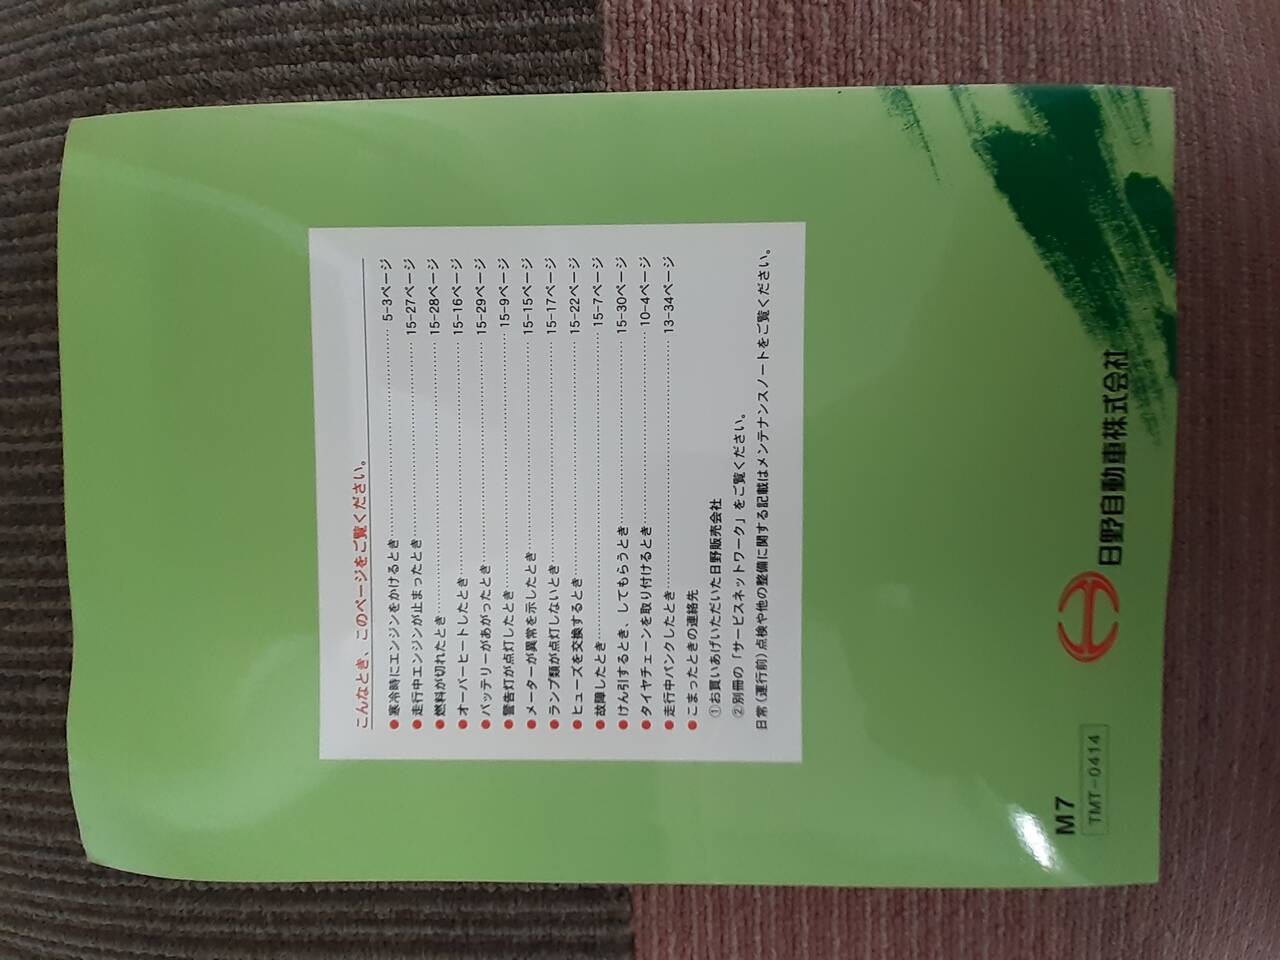 こんなとき、このページをご覧ください。
●寒冷時にエンジンをかけるとき…………5-3ページ
●走行中エンジンが止まったとき…………15-27ページ
●燃料が切れたとき…………15-28ページ
●オーバーヒートしたとき…………15-16ページ
●バッテリーがあがったとき…………15-29ページ
●警告灯が点灯したとき…………15-9ページ
●メーターが異常を示したとき…………15-15ページ
●ランプ類が点灯しないとき…………15-17ページ
●ヒューズを交換するとき…………15-22ページ
●故障したとき…………15-7ページ
●けん引するとき、してもらうとき…………15-30ページ
●タイヤチェーンを取り付けるとき…………10-4ページ
●走行中パンクしたとき…………13-34ページ
●こまったときの連絡先
①お買いあげいただいた日野販売会社
②別冊の「サービスネットワーク」をご覧ください。
日常(運行前)点検や他の整備に関する記載はメンテナンスノートをご覧ください。
日野自動車株式会社
M7
TMT-0414